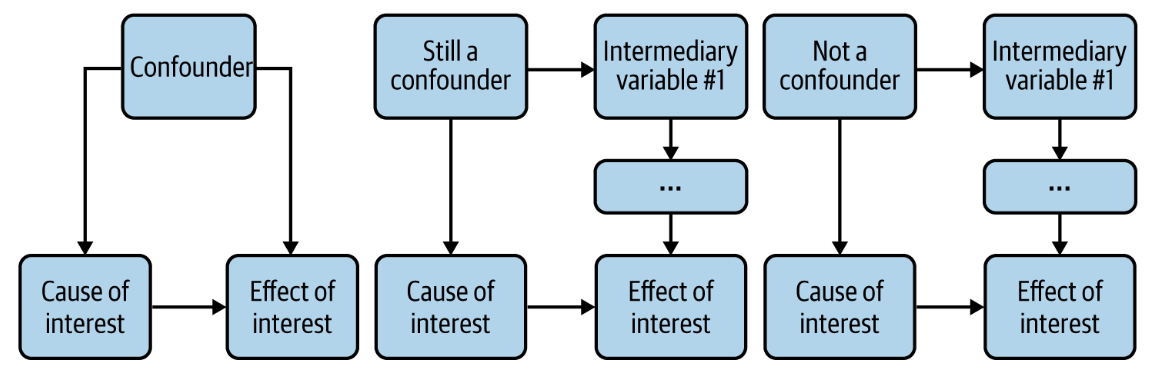 Confounder
Cause of
interest
Effect of
interest
Still a
confounder
Intermediary
variable #1
...
Cause of
interest
Effect of
interest
Not a
confounder
Intermediary
variable #1
...
Cause of
interest
Effect of
interest